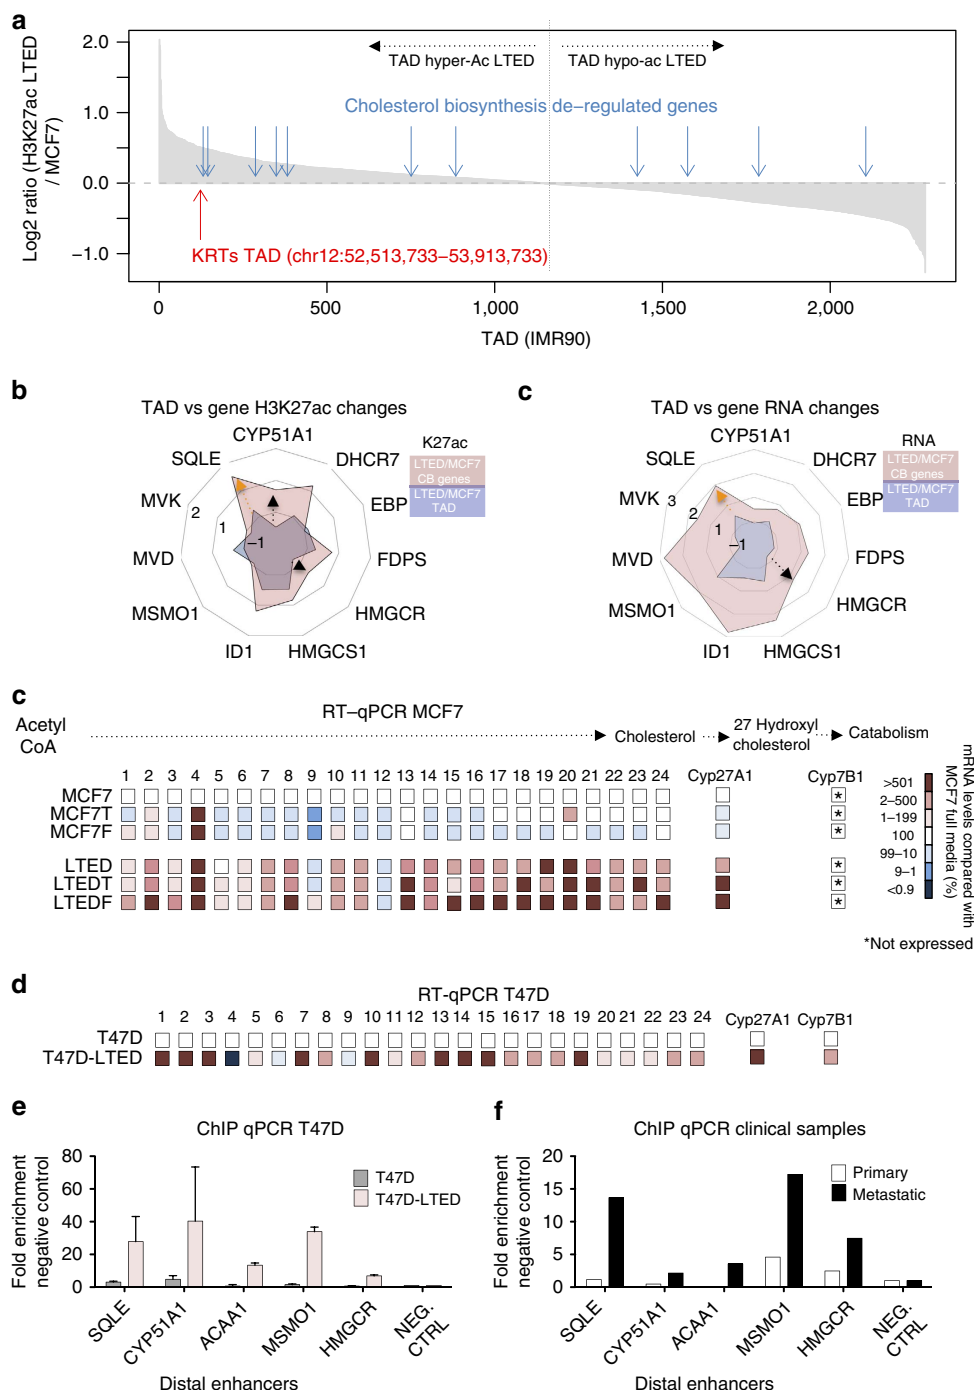 a
Log2 ratio (H3K27ac LTED
/ MCF7)
2.0
1.0
0.0
−1.0
TAD hyper-Ac LTED
TAD hypo-ac LTED
Cholesterol biosynthesis de-regulated genes
KRTs TAD (chr12:52,513,733–53,913,733)
0 500 1,000 1,500 2,000
TAD (IMR90)
b
TAD vs gene H3K27ac changes
CYP51A1
DHCR7
EBP
FDPS
HMGCR
HMGCS1
ID1
MSMO1
MVD
MVK
SQLE
2
1
−1
K27ac
LTED/MCF7
CB genes
LTED/MCF7
TAD
c
TAD vs gene RNA changes
CYP51A1
DHCR7
EBP
FDPS
HMGCR
HMGCS1
ID1
MSMO1
MVD
MVK
SQLE
3
2
1
−1
RNA
LTED/MCF7
CB genes
LTED/MCF7
TAD
c
RT–qPCR MCF7
Acetyl
CoA
Cholesterol
27 Hydroxyl
cholesterol
Catabolism
1 2 3 4 5 6 7 8 9 10 11 12 13 14 15 16 17 18 19 20 21 22 23 24
Cyp27A1
Cyp7B1
MCF7 *
MCF7T *
MCF7F *
LTED *
LTEDT *
LTEDF *
>501
2–500
1–199
100
99–10
9–1
<0.9
mRNA levels compared with
MCF7 full media (%)
*Not expressed
d
RT-qPCR T47D
1 2 3 4 5 6 7 8 9 10 11 12 13 14 15 16 17 18 19 20 21 22 23 24
Cyp27A1
Cyp7B1
T47D
T47D-LTED
e
ChIP qPCR T47D
Fold enrichment
negative control
80
60
40
20
0
T47D
T47D-LTED
SQLE
CYP51A1
ACAA1
MSMO1
HMGCR
NEG.
CTRL
Distal enhancers
f
ChIP qPCR clinical samples
Fold enrichment
negative control
20
15
10
5
0
Primary
Metastatic
SQLE
CYP51A1
ACAA1
MSMO1
HMGCR
NEG.
CTRL
Distal enhancers